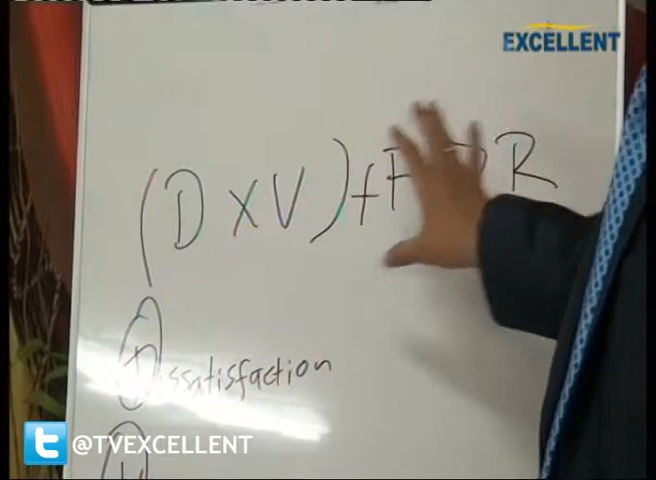 EXCELLENT
(D X V) + F R
Dissatisfaction
@TVEXCELLENT